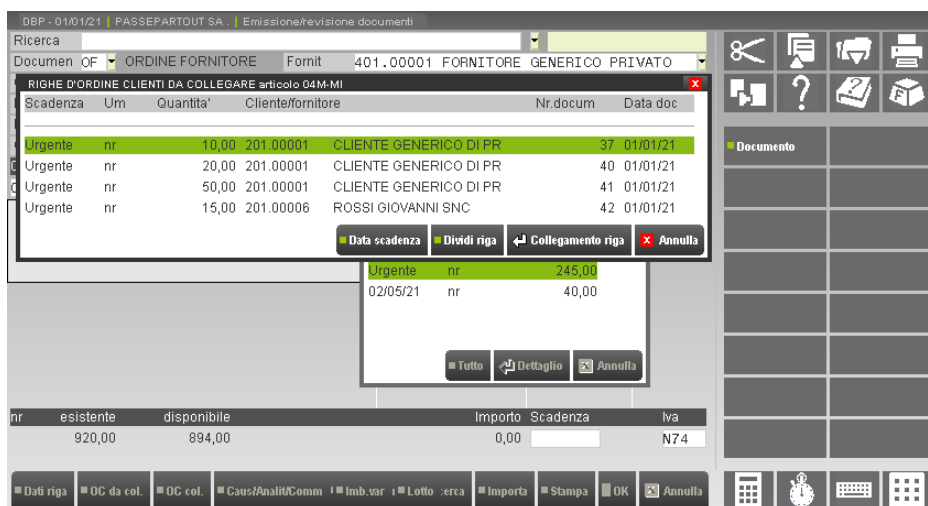 DBP - 01/01/21 | PASSEPARTOUT SA . | Emissione/revisione documenti
Ricerca
Documen OF ORDINE FORNITORE Fornit 401.00001 FORNITORE GENERICO PRIVATO
RIGHE D'ORDINE CLIENTI DA COLLEGARE articolo 04M-MI
Scadenza Um Quantita' Cliente/fornitore Nr.docum Data doc
Urgente nr 10,00 201.00001 CLIENTE GENERICO DI PR 37 01/01/21
Urgente nr 20,00 201.00001 CLIENTE GENERICO DI PR 40 01/01/21
Urgente nr 50,00 201.00001 CLIENTE GENERICO DI PR 41 01/01/21
Urgente nr 15,00 201.00006 ROSSI GIOVANNI SNC 42 01/01/21
Data scadenza Dividi riga Collegamento riga Annulla
Urgente nr 245,00
02/05/21 nr 40,00
Tutto Dettaglio Annulla
nr esistente disponibile Importo Scadenza Iva
920,00 894,00 0,00 N74
Dati riga OC da col. OC col. Caus/Analit/Comm Imb.var Lotto cerca Importa Stampa OK Annulla
Documento